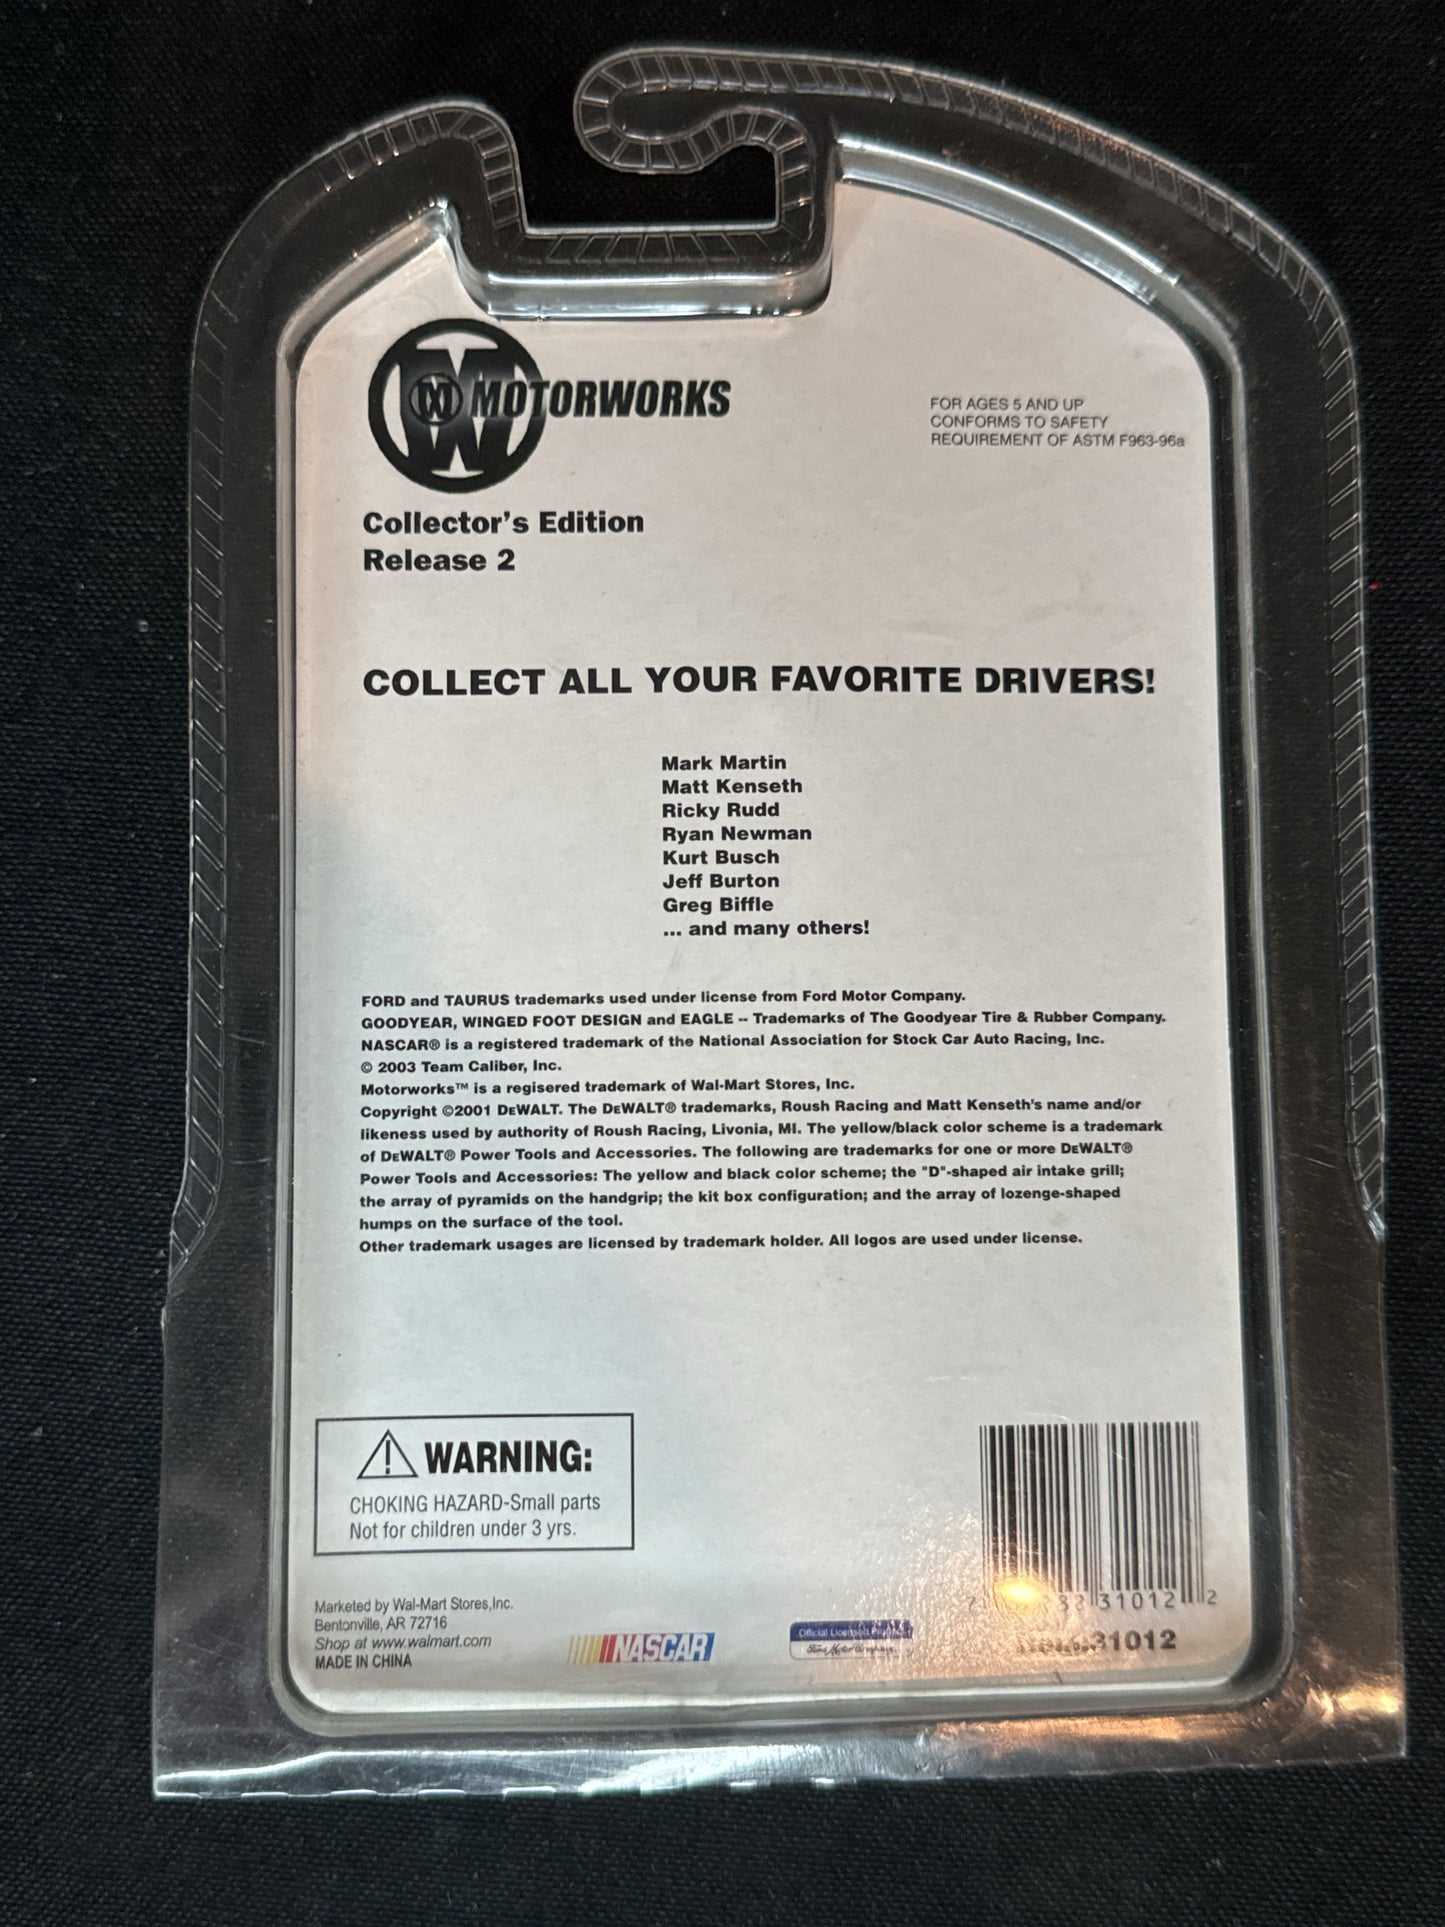 MOTORWORKS
FOR AGES 5 AND UP
CONFORMS TO SAFETY
REQUIREMENT OF ASTM F963-96a
Collector's Edition
Release 2
COLLECT ALL YOUR FAVORITE DRIVERS!
Mark Martin
Matt Kenseth
Ricky Rudd
Ryan Newman
Kurt Busch
Jeff Burton
Greg Biffle
... and many others!
FORD and TAURUS trademarks used under license from Ford Motor Company.
GOODYEAR, WINGED FOOT DESIGN and EAGLE -- Trademarks of The Goodyear Tire & Rubber Company.
NASCAR® is a registered trademark of the National Association for Stock Car Auto Racing, Inc.
© 2003 Team Caliber, Inc.
Motorworks™ is a regisered trademark of Wal-Mart Stores, Inc.
Copyright ©2001 DEWALT. The DEWALT® trademarks, Roush Racing and Matt Kenseth's name and/or
likeness used by authority of Roush Racing, Livonia, MI. The yellow/black color scheme is a trademark
of DEWALT® Power Tools and Accessories. The following are trademarks for one or more DEWALT®
Power Tools and Accessories: The yellow and black color scheme; the "D"-shaped air intake grill;
the array of pyramids on the handgrip; the kit box configuration; and the array of lozenge-shaped
humps on the surface of the tool.
Other trademark usages are licensed by trademark holder. All logos are used under license.
WARNING:
CHOKING HAZARD-Small parts
Not for children under 3 yrs.
Marketed by Wal-Mart Stores,Inc.
Bentonville, AR 72716
Shop at www.walmart.com
MADE IN CHINA
NASCAR
Official Licensed Product
Ford Motor Company
31012 2
31012